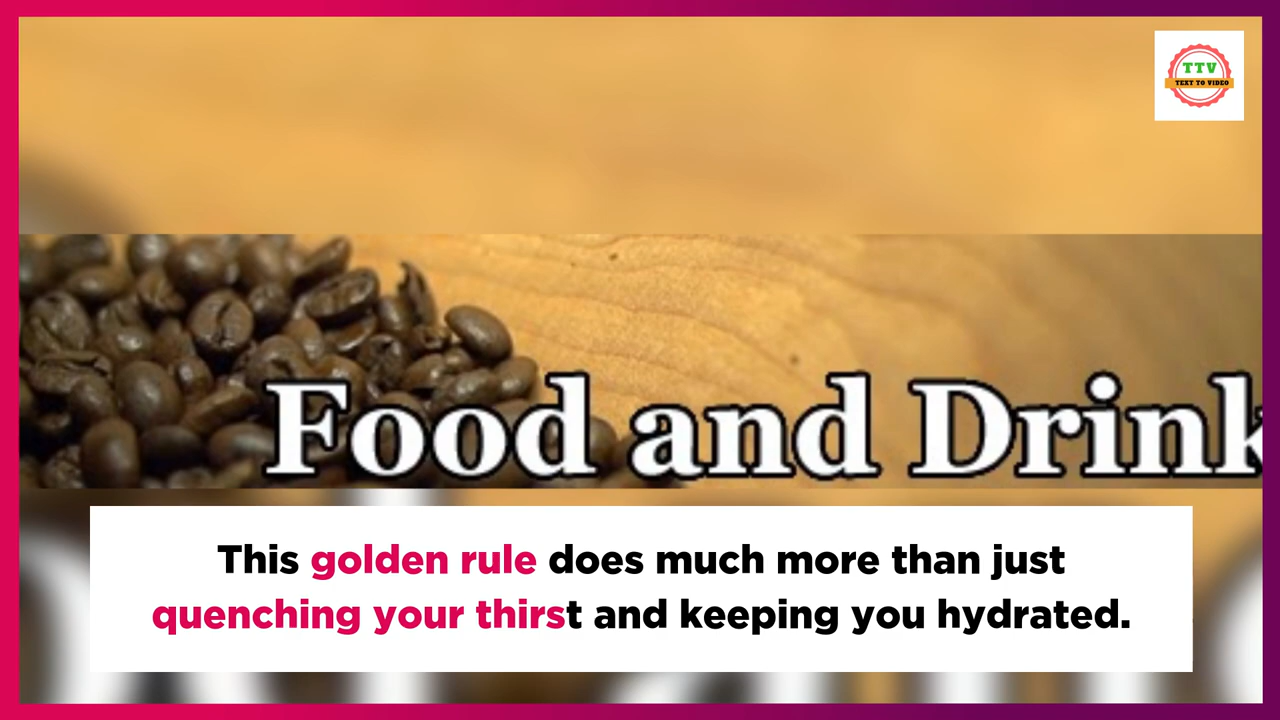 TTV
TEXT TO VIDEO
Food and Drink
This golden rule does much more than just
quenching your thirst and keeping you hydrated.